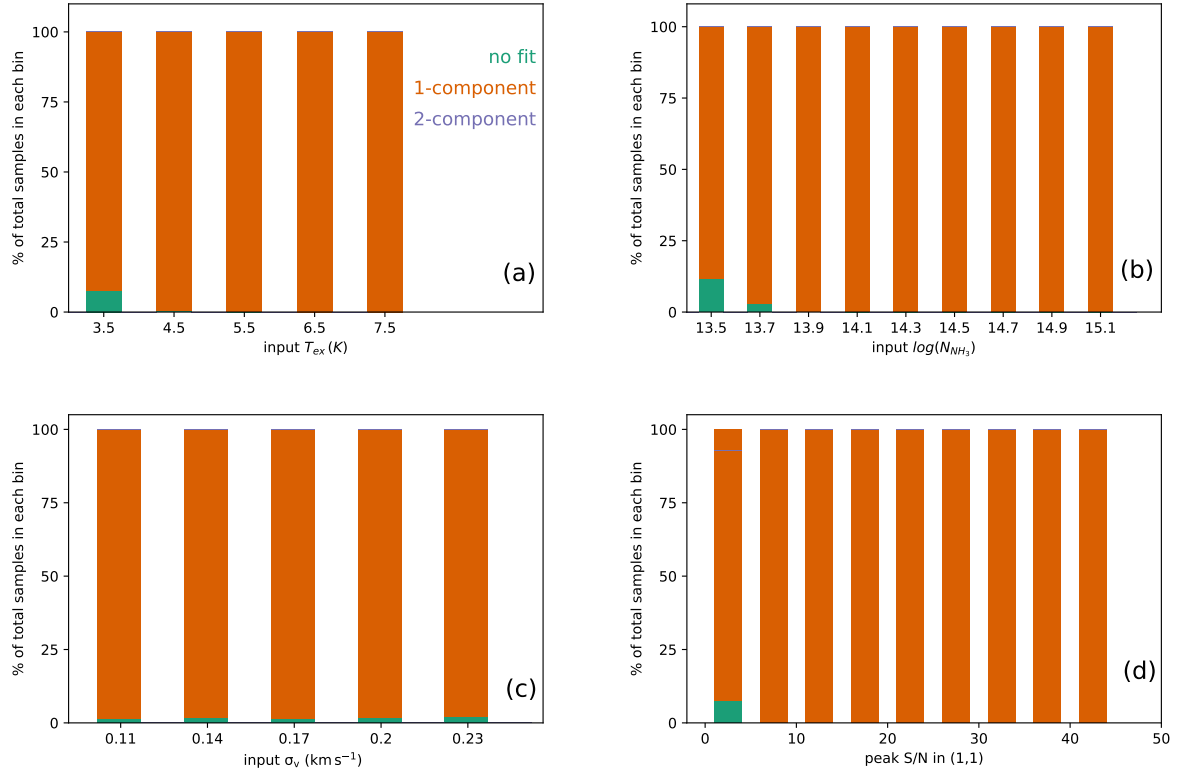 100
75
50
25
0
% of total samples in each bin
no fit
1-component
2-component
(a)
3.5 4.5 5.5 6.5 7.5
input T_ex (K)
100
75
50
25
0
% of total samples in each bin
(b)
13.5 13.7 13.9 14.1 14.3 14.5 14.7 14.9 15.1
input log(N_NH₃)
100
75
50
25
0
% of total samples in each bin
(c)
0.11 0.14 0.17 0.2 0.23
input σ_v (km s⁻¹)
100
75
50
25
0
% of total samples in each bin
(d)
0 10 20 30 40 50
peak S/N in (1,1)